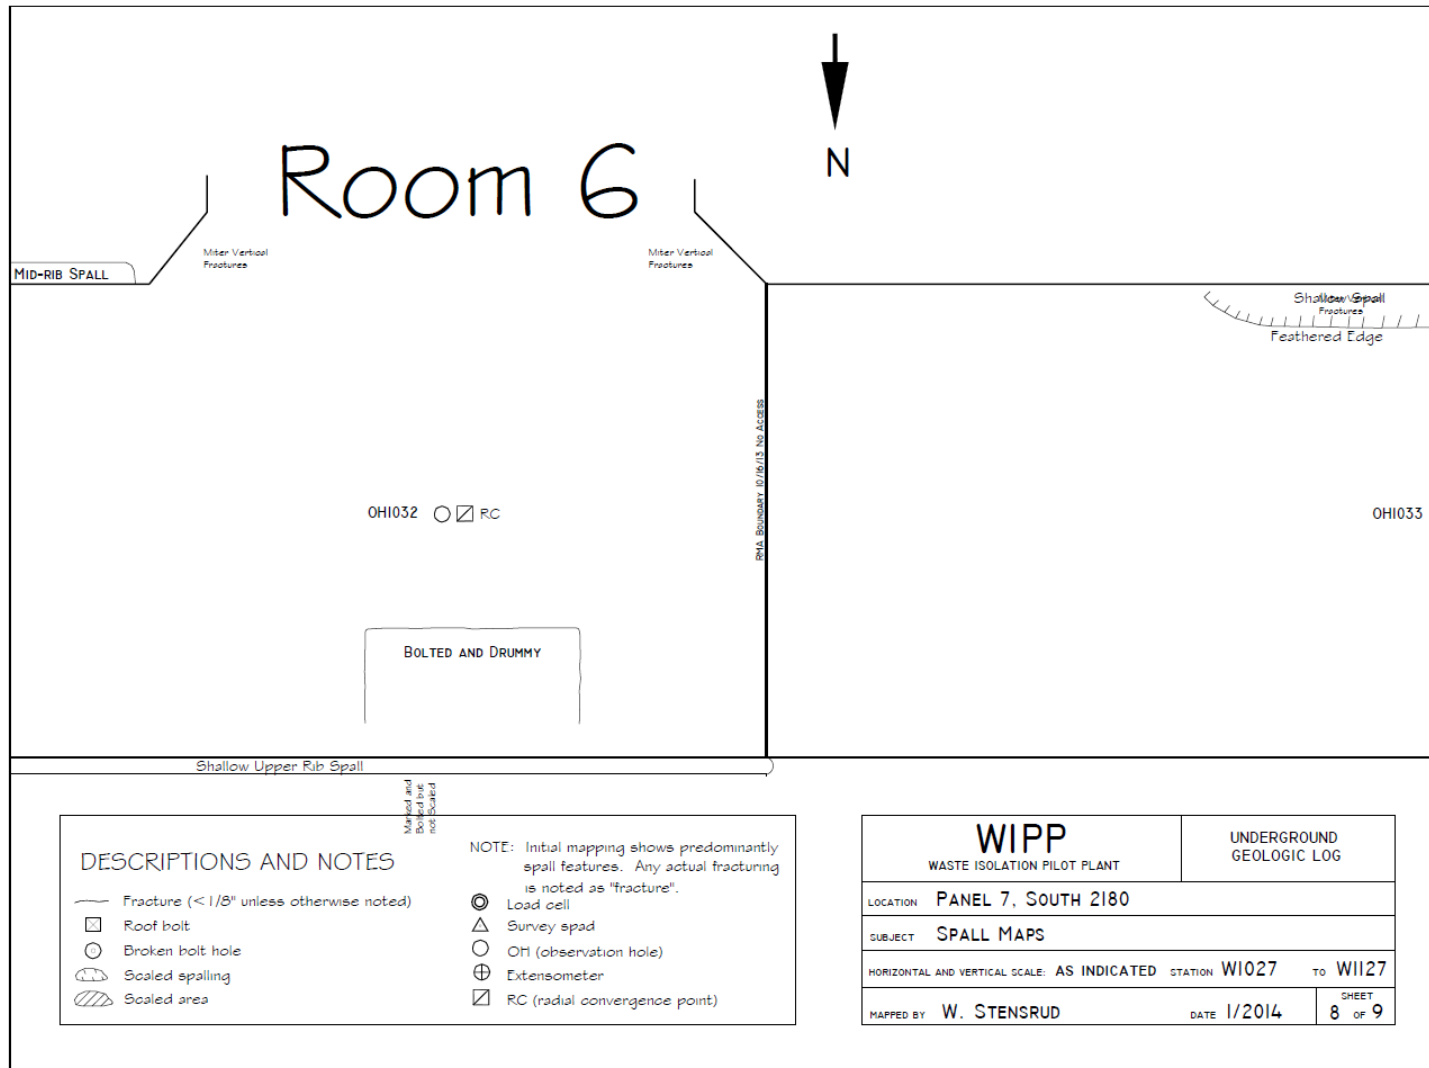 Room 6
N
Miter Vertical
Fractures
Miter Vertical
Fractures
Mid-rib Spall
Shallow Spall
Miter Vertical
Fractures
Feathered Edge
RMA Boundary 10/16/13 No Access
OH1032
RC
OH1033
Bolted and Drummy
Shallow Upper Rib Spall
Marked and
Bolted but
not Scaled
DESCRIPTIONS AND NOTES
Fracture (<1/8" unless otherwise noted)
Roof bolt
Broken bolt hole
Scaled spalling
Scaled area
NOTE: Initial mapping shows predominantly
spall features. Any actual fracturing
is noted as "fracture".
Load cell
Survey spad
OH (observation hole)
Extensometer
RC (radial convergence point)
WIPP
WASTE ISOLATION PILOT PLANT
UNDERGROUND
GEOLOGIC LOG
LOCATION PANEL 7, SOUTH 2180
SUBJECT SPALL MAPS
HORIZONTAL AND VERTICAL SCALE: AS INDICATED STATION W1027 TO W1127
MAPPED BY W. STENSRUD DATE 1/2014
SHEET
8 OF 9